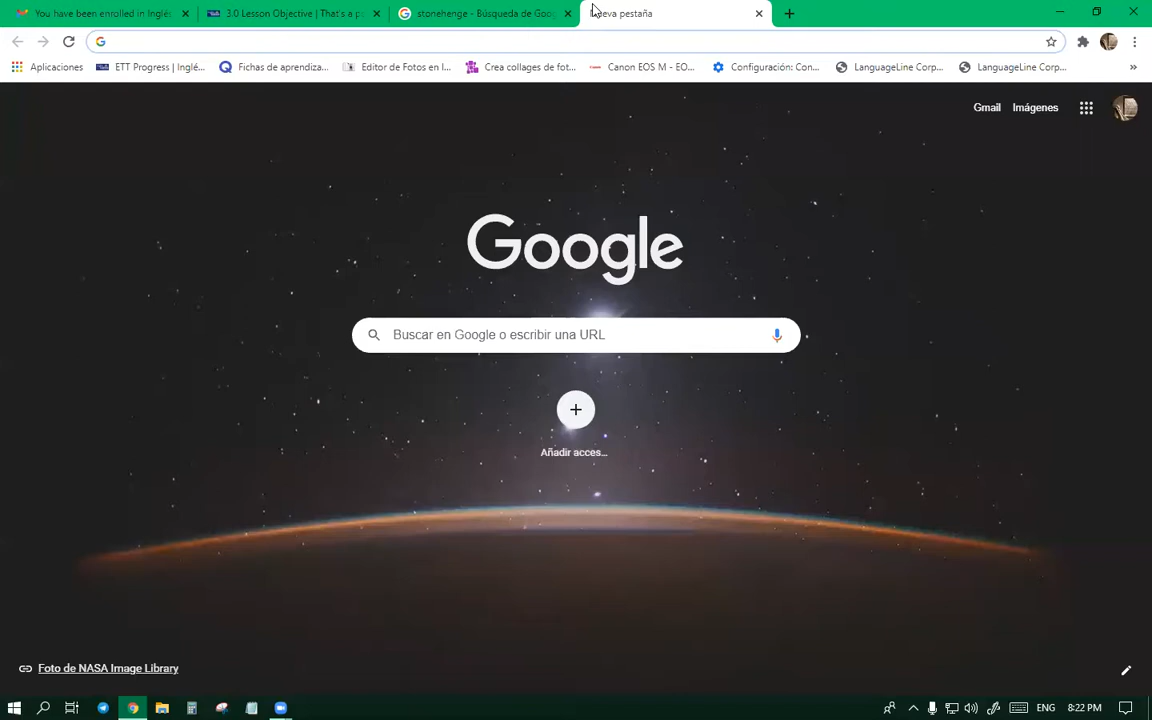 You have been enrolled in Inglés
3.0 Lesson Objective | That's a p
stonehenge - Búsqueda de Goo
eva pestaña
Aplicaciones
ETT Progress | Inglé...
Fichas de aprendiza...
Editor de Fotos en l...
Crea collages de fot...
Canon EOS M - EO...
Configuración: Con...
LanguageLine Corp...
LanguageLine Corp...
»
Gmail
Imágenes
Google
Buscar en Google o escribir una URL
Añadir acces...
Foto de NASA Image Library
ENG
8:22 PM